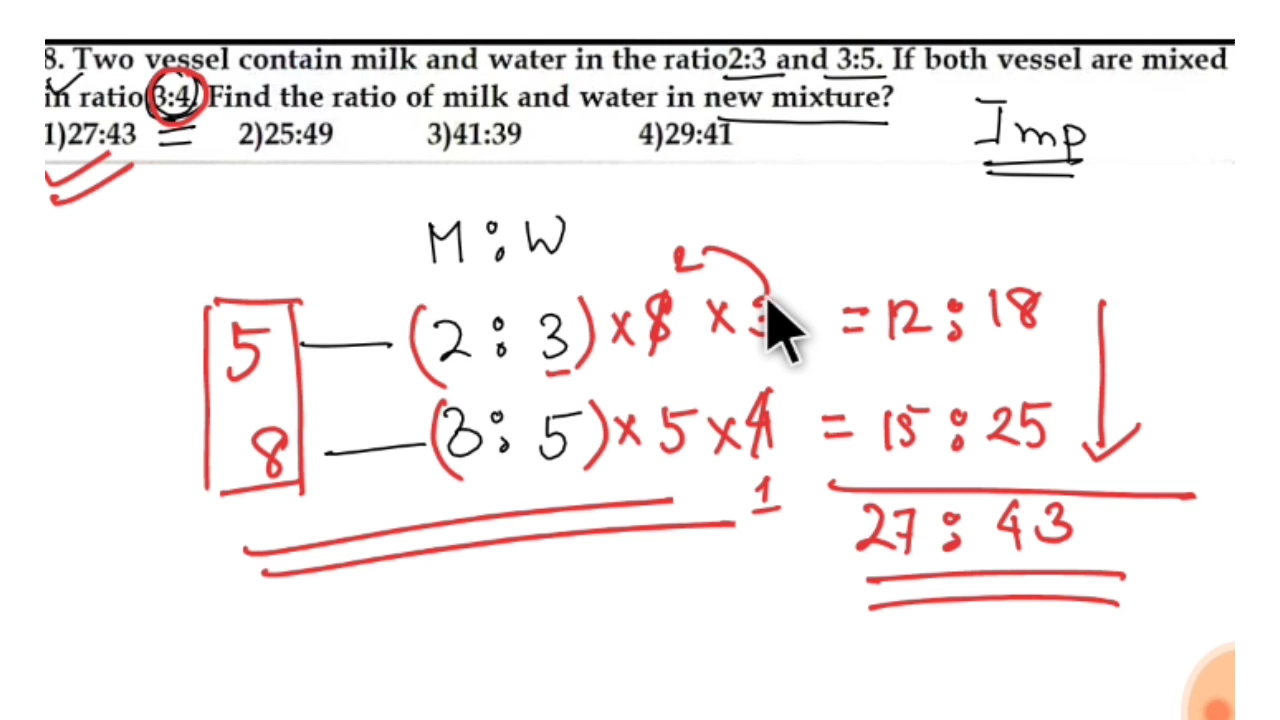 8. Two vessel contain milk and water in the ratio2:3 and 3:5. If both vessel are mixed
in ratio 3:4. Find the ratio of milk and water in new mixture?
1)27:43 2)25:49 3)41:39 4)29:41
Imp
M : W
2
5 — (2 : 3) × 8 × 3 = 12 : 18
8 — (3 : 5) × 5 × 4 = 15 : 25
1
27 : 43